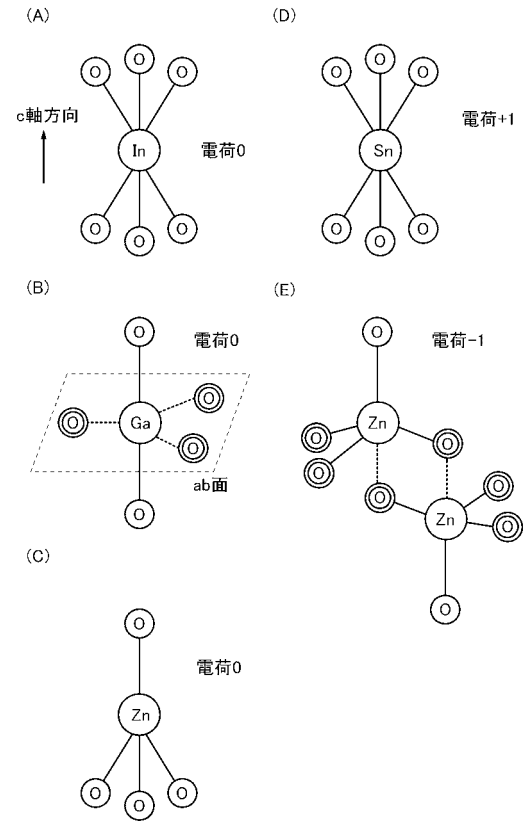 (A)
O O O
c軸方向
In
電荷0
O O O
(D)
O O O
電荷+1
Sn
O O O
(B)
O
電荷0
O
O Ga
O
ab面
O
(E)
O
電荷-1
Zn
O O
O O O
Zn O
O
(C)
O
電荷0
Zn
O O O